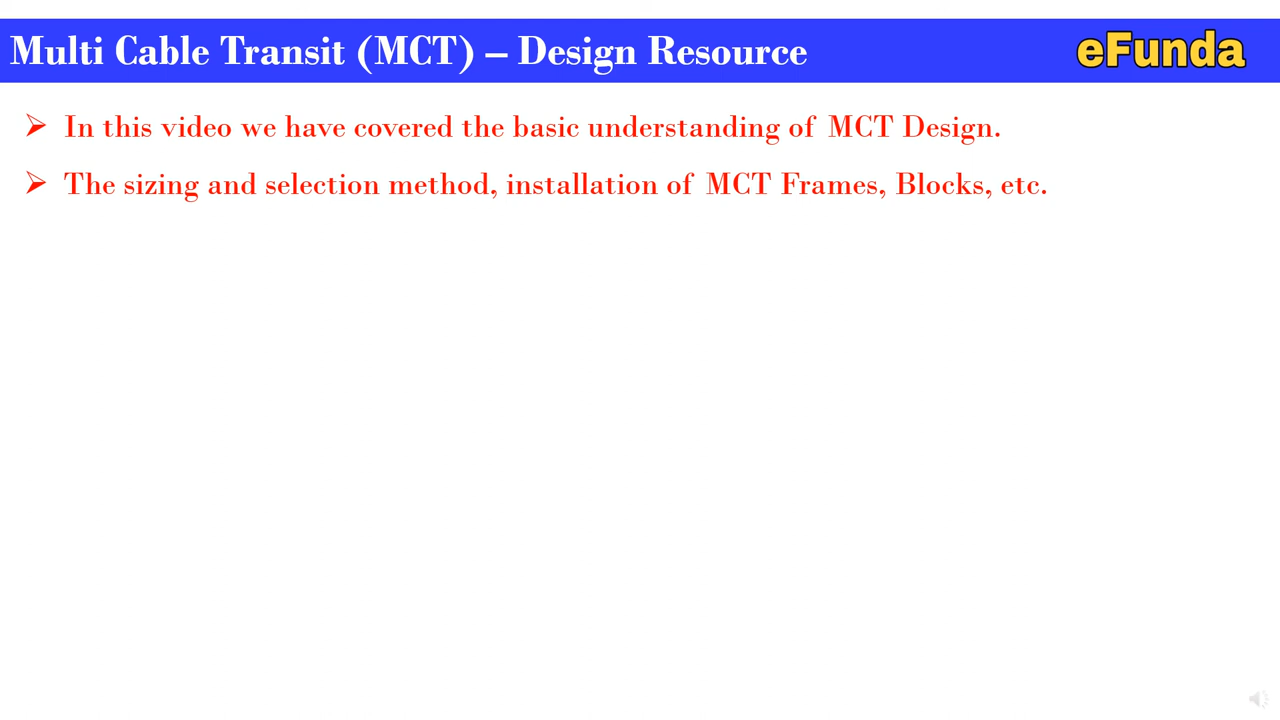 Multi Cable Transit (MCT) – Design Resource
eFunda
➢ In this video we have covered the basic understanding of MCT Design.
➢ The sizing and selection method, installation of MCT Frames, Blocks, etc.